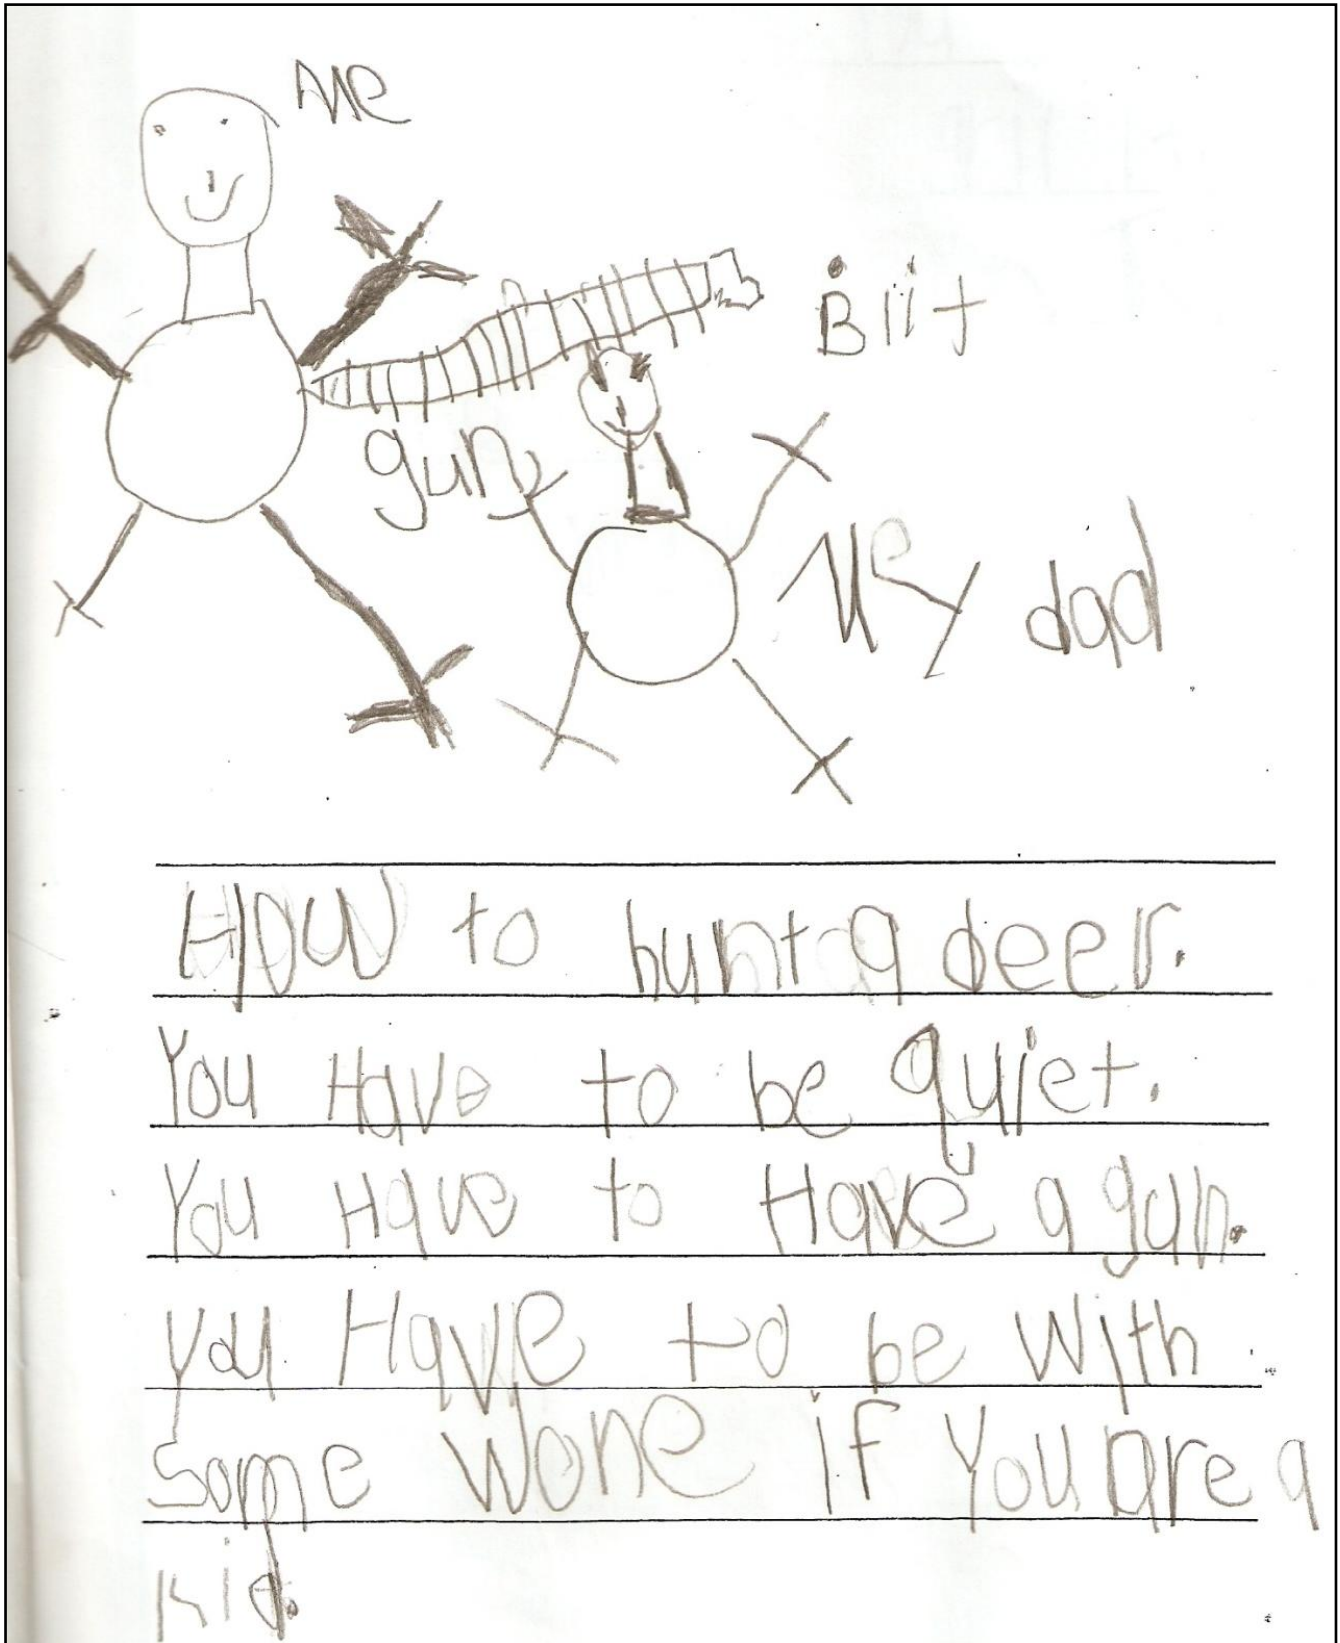 Me
Biit
gun
My dad
How to hunt a deer.
You Have to be quiet.
You Have to Have a gun.
you Have to be with
some wone if You are a
kid.